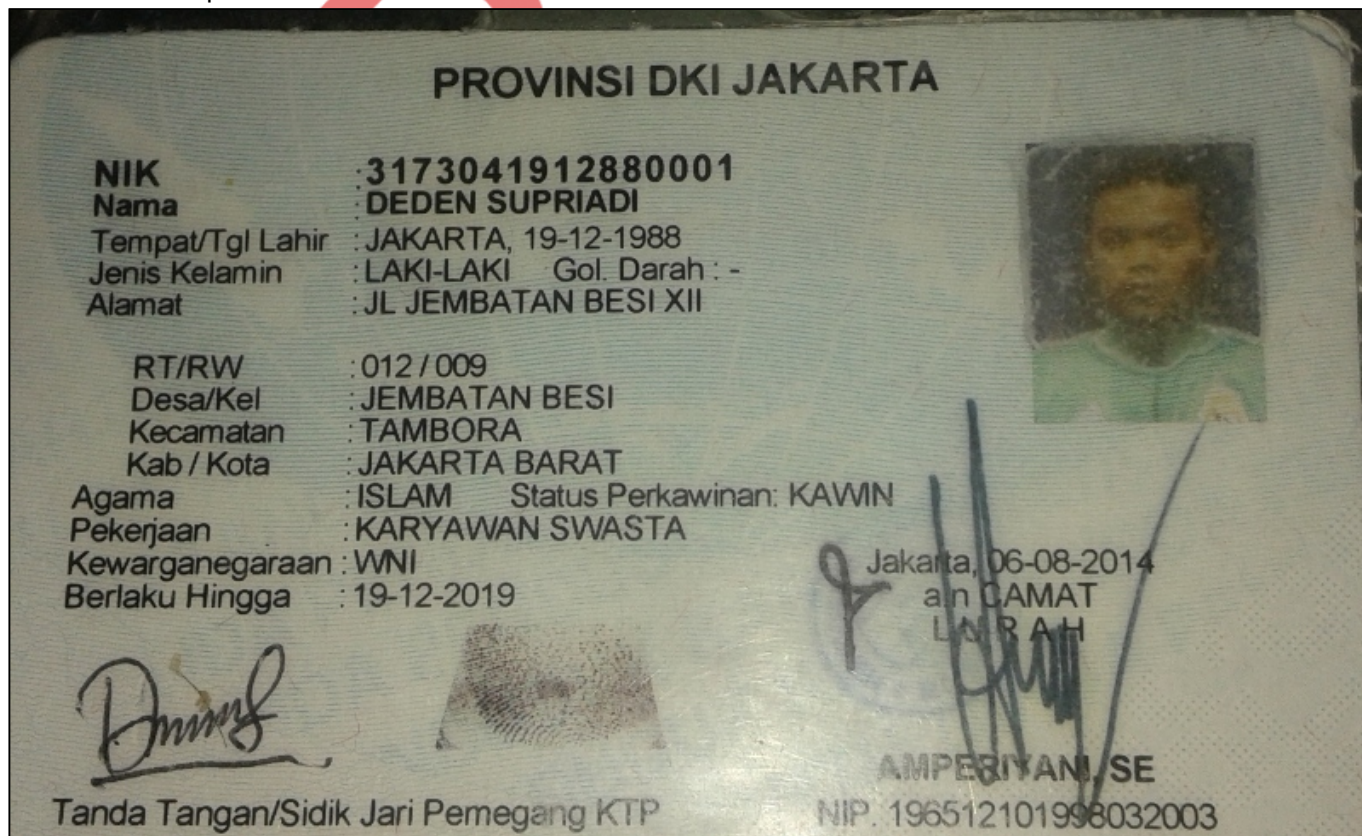 PROVINSI DKI JAKARTA
NIK : 3173041912880001
Nama : DEDEN SUPRIADI
Tempat/Tgl Lahir : JAKARTA, 19-12-1988
Jenis Kelamin : LAKI-LAKI Gol. Darah : -
Alamat : JL JEMBATAN BESI XII
RT/RW : 012 / 009
Desa/Kel : JEMBATAN BESI
Kecamatan : TAMBORA
Kab / Kota : JAKARTA BARAT
Agama : ISLAM Status Perkawinan: KAWIN
Pekerjaan : KARYAWAN SWASTA
Kewarganegaraan : WNI
Berlaku Hingga : 19-12-2019
Jakarta, 06-08-2014
a.n CAMAT
LURAH
AMPERIYANI, SE
Tanda Tangan/Sidik Jari Pemegang KTP
NIP. 196512101998032003